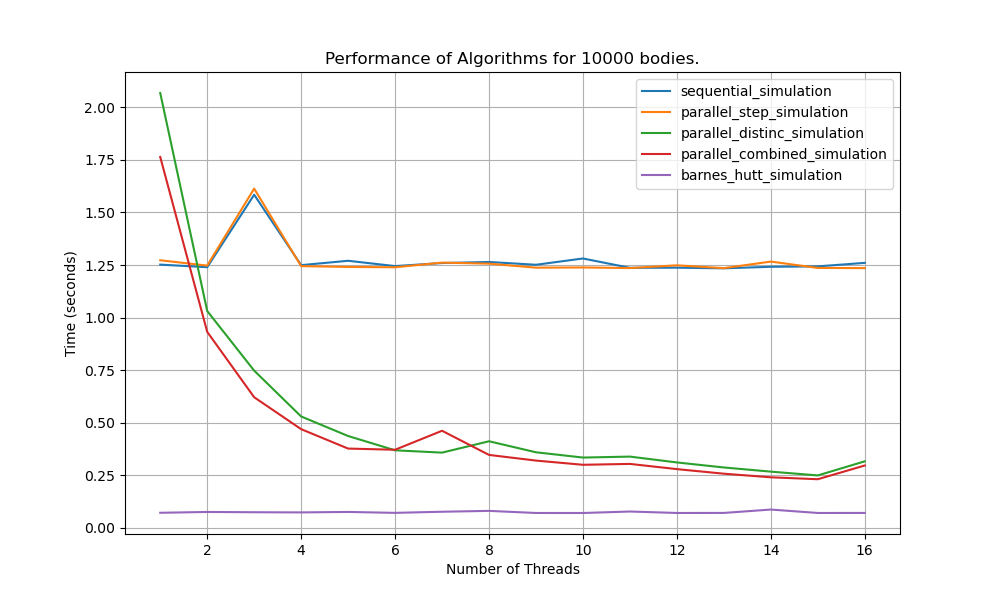 Performance of Algorithms for 10000 bodies.
sequential_simulation
parallel_step_simulation
parallel_distinc_simulation
parallel_combined_simulation
barnes_hutt_simulation
Time (seconds)
2.00
1.75
1.50
1.25
1.00
0.75
0.50
0.25
0.00
2 4 6 8 10 12 14 16
Number of Threads